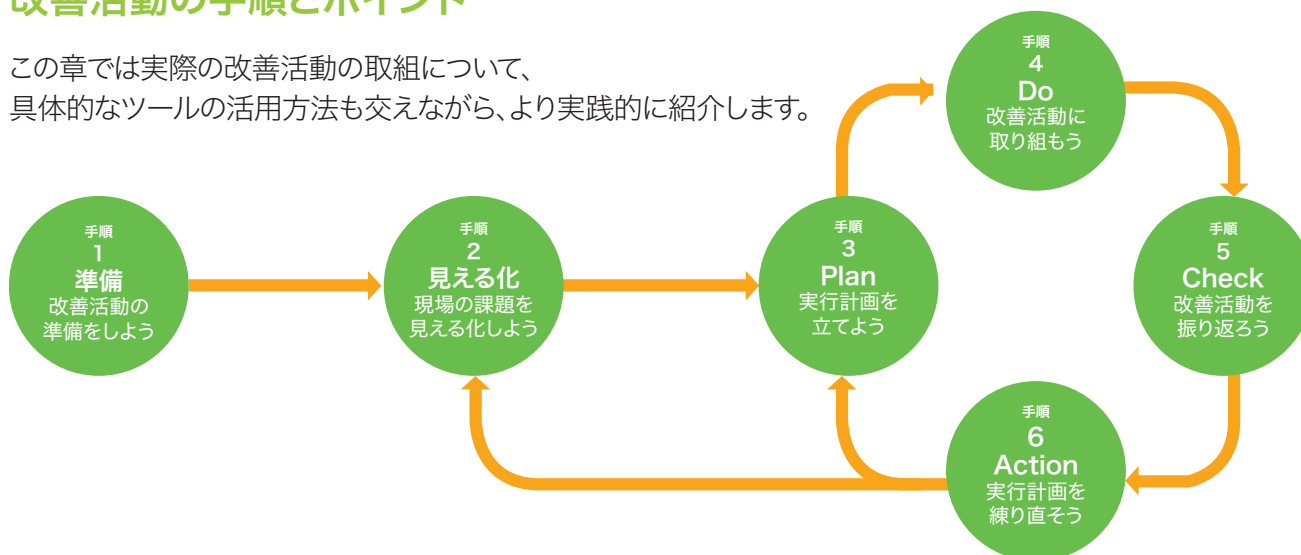 改善活動の手順とポイント
この章では実際の改善活動の取組について、
具体的なツールの活用方法も交えながら、より実践的に紹介します。
手順
1
準備
改善活動の
準備をしよう
手順
2
見える化
現場の課題を
見える化しよう
手順
3
Plan
実行計画を
立てよう
手順
4
Do
改善活動に
取り組もう
手順
5
Check
改善活動を
振り返ろう
手順
6
Action
実行計画を
練り直そう